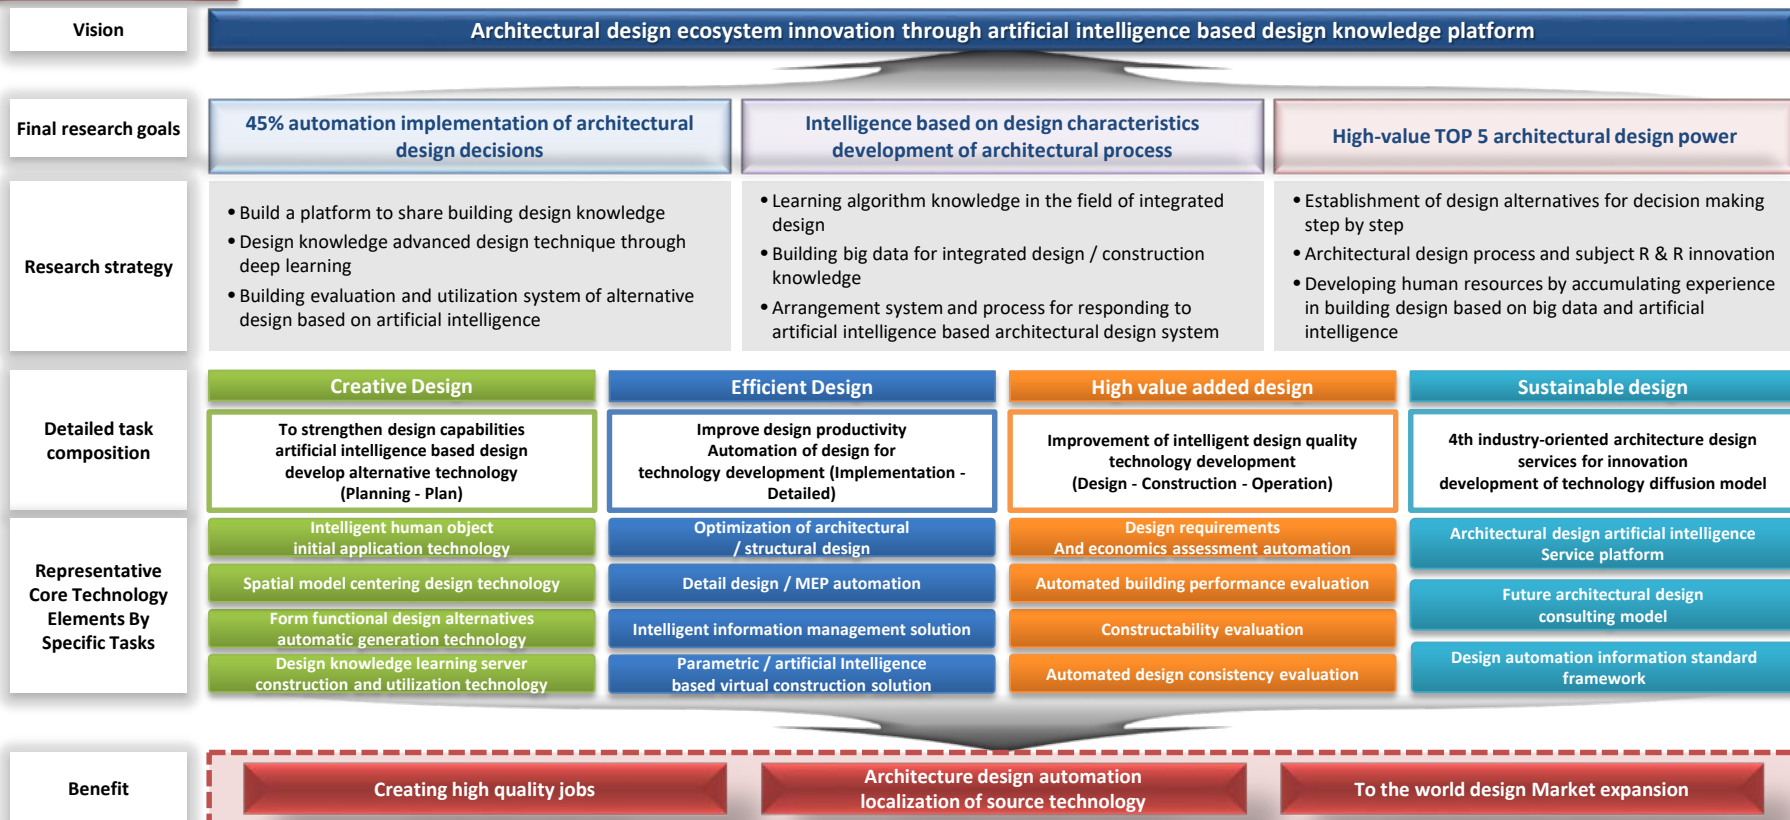 Vision
Architectural design ecosystem innovation through artificial intelligence based design knowledge platform
Final research goals
45% automation implementation of architectural
design decisions
Intelligence based on design characteristics
development of architectural process
High-value TOP 5 architectural design power
Research strategy
• Build a platform to share building design knowledge
• Design knowledge advanced design technique through
deep learning
• Building evaluation and utilization system of alternative
design based on artificial intelligence
• Learning algorithm knowledge in the field of integrated
design
• Building big data for integrated design / construction
knowledge
• Arrangement system and process for responding to
artificial intelligence based architectural design system
• Establishment of design alternatives for decision making
step by step
• Architectural design process and subject R & R innovation
• Developing human resources by accumulating experience
in building design based on big data and artificial
intelligence
Detailed task
composition
Creative Design
To strengthen design capabilities
artificial intelligence based design
develop alternative technology
(Planning - Plan)
Efficient Design
Improve design productivity
Automation of design for
technology development (Implementation -
Detailed)
High value added design
Improvement of intelligent design quality
technology development
(Design - Construction - Operation)
Sustainable design
4th industry-oriented architecture design
services for innovation
development of technology diffusion model
Representative
Core Technology
Elements By
Specific Tasks
Intelligent human object
initial application technology
Spatial model centering design technology
Form functional design alternatives
automatic generation technology
Design knowledge learning server
construction and utilization technology
Optimization of architectural
/ structural design
Detail design / MEP automation
Intelligent information management solution
Parametric / artificial Intelligence
based virtual construction solution
Design requirements
And economics assessment automation
Automated building performance evaluation
Constructability evaluation
Automated design consistency evaluation
Architectural design artificial intelligence
Service platform
Future architectural design
consulting model
Design automation information standard
framework
Benefit
Creating high quality jobs
Architecture design automation
localization of source technology
To the world design Market expansion